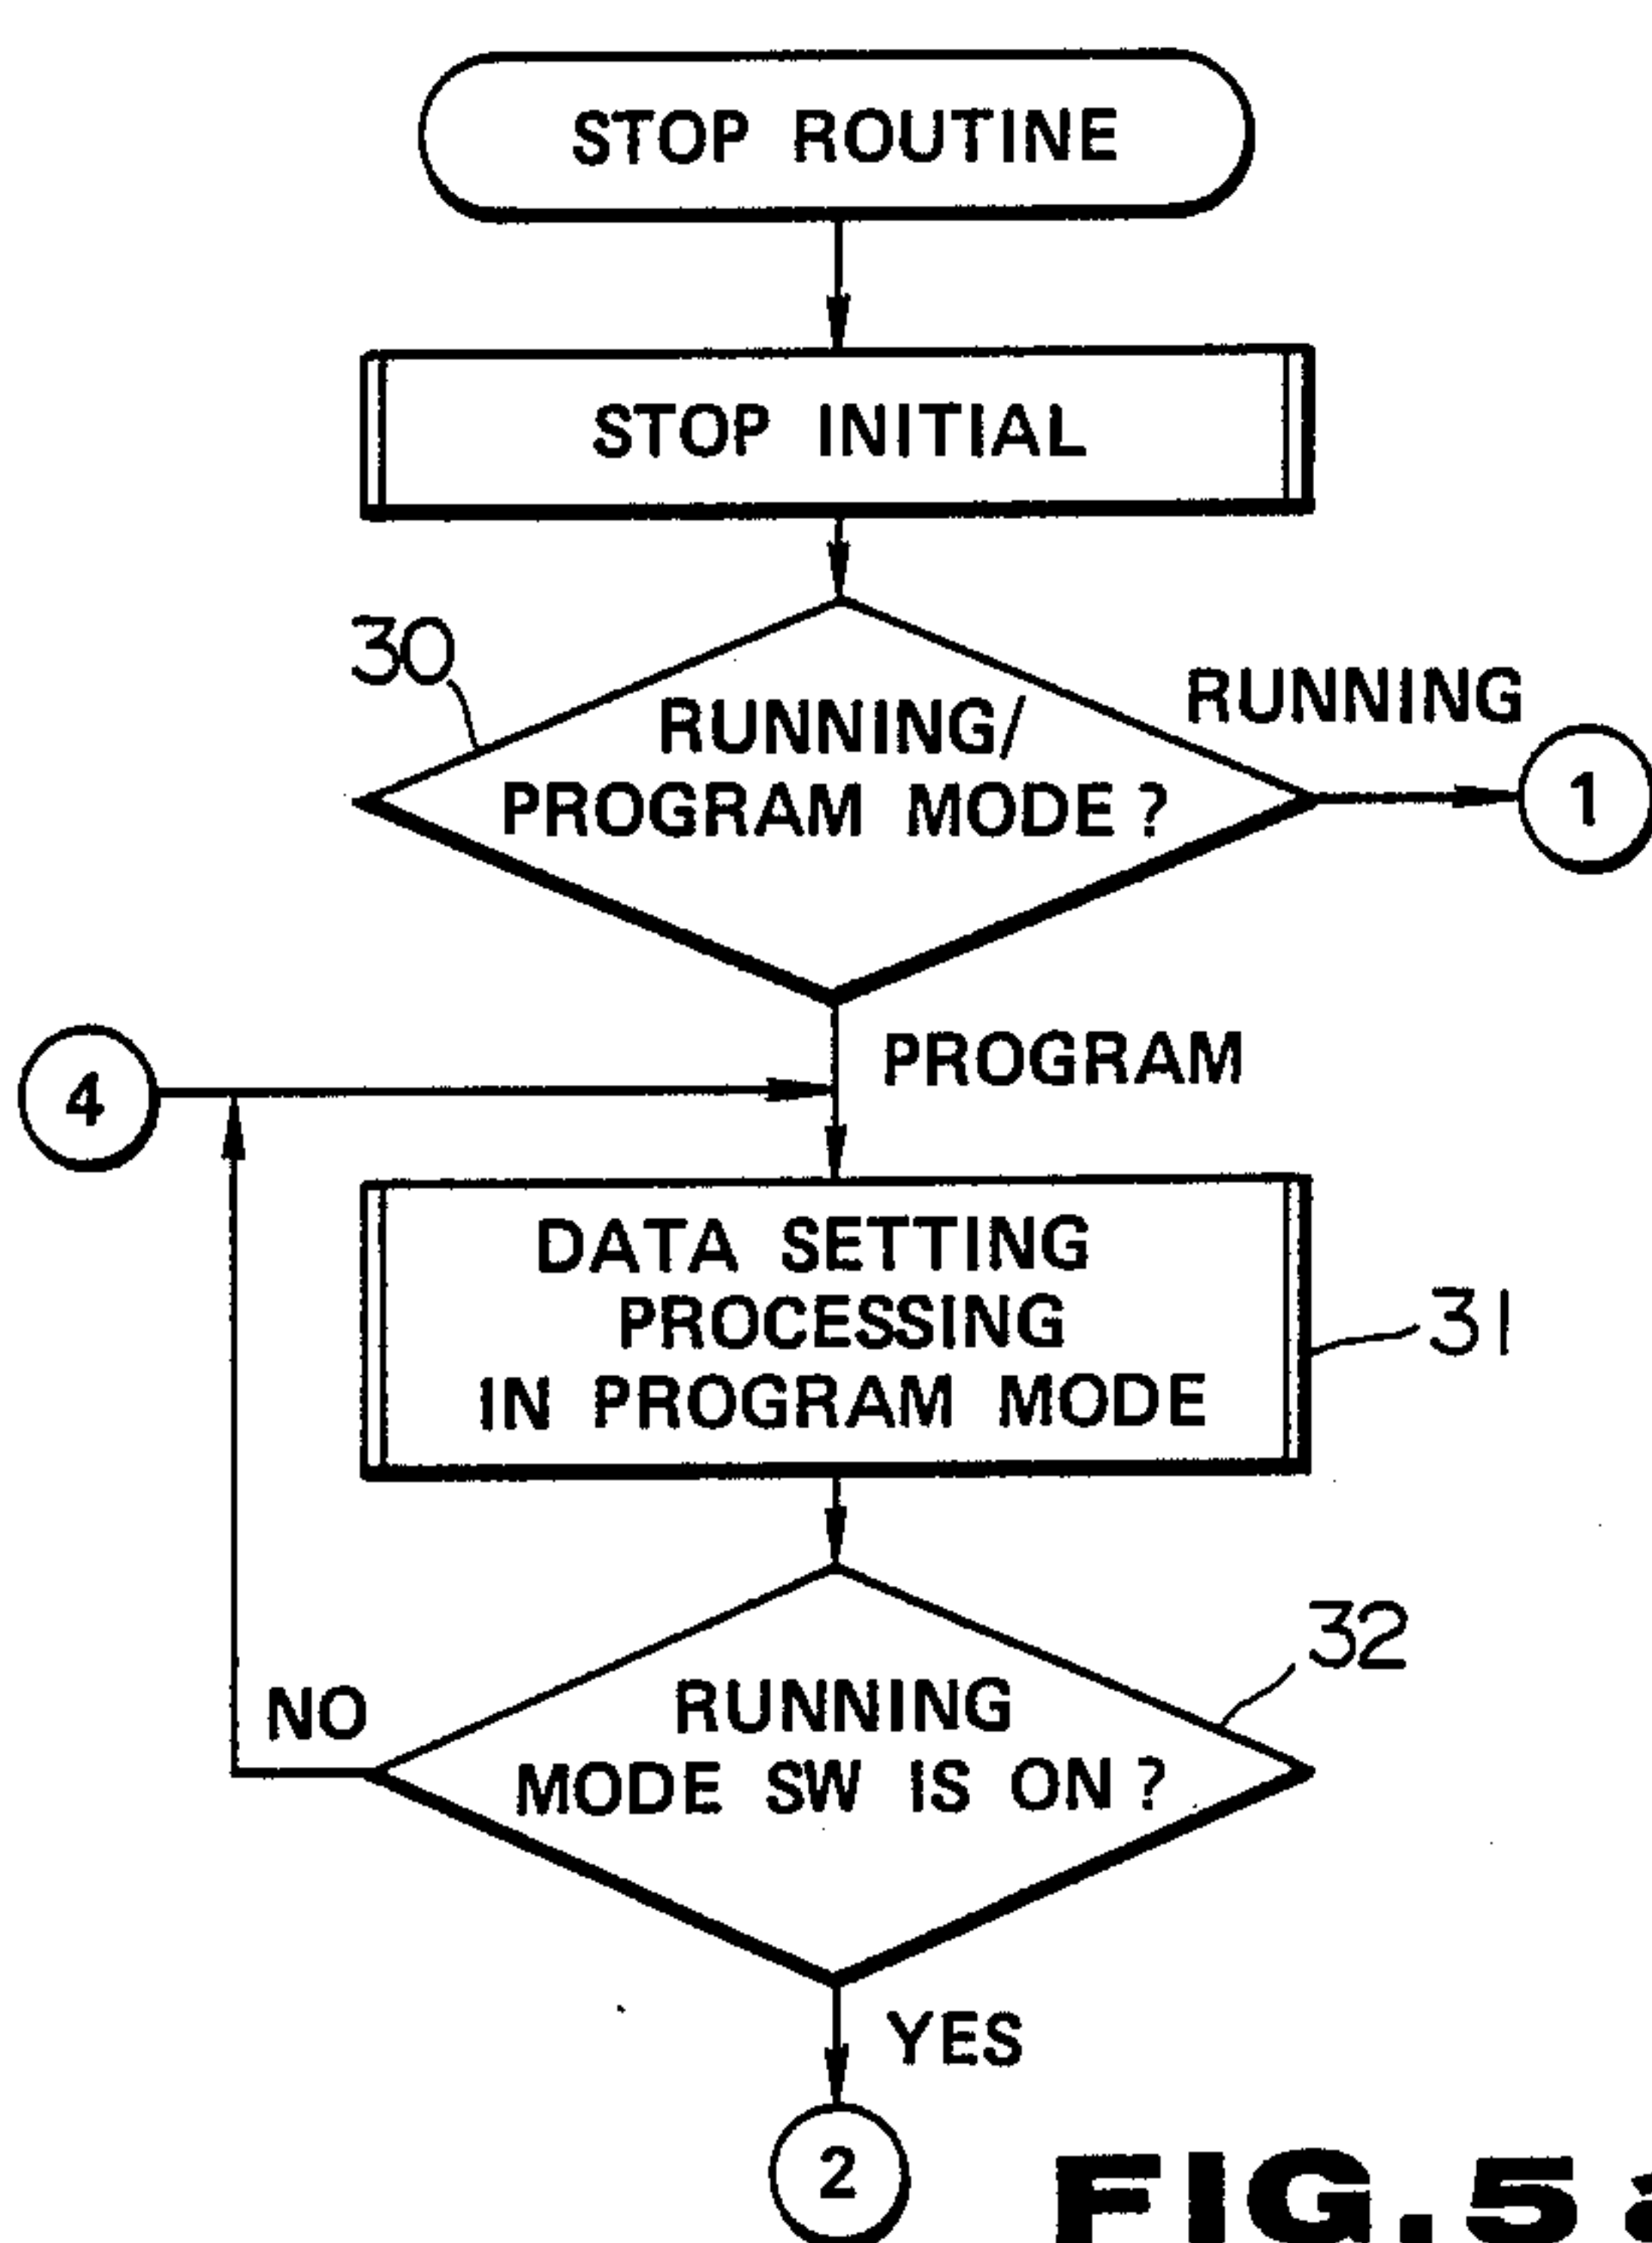 STOP ROUTINE
STOP INITIAL
30
RUNNING/
PROGRAM MODE?
RUNNING
1
4
PROGRAM
DATA SETTING
PROCESSING
IN PROGRAM MODE
31
32
RUNNING
MODE SW IS ON?
NO
YES
2
FIG. 5a